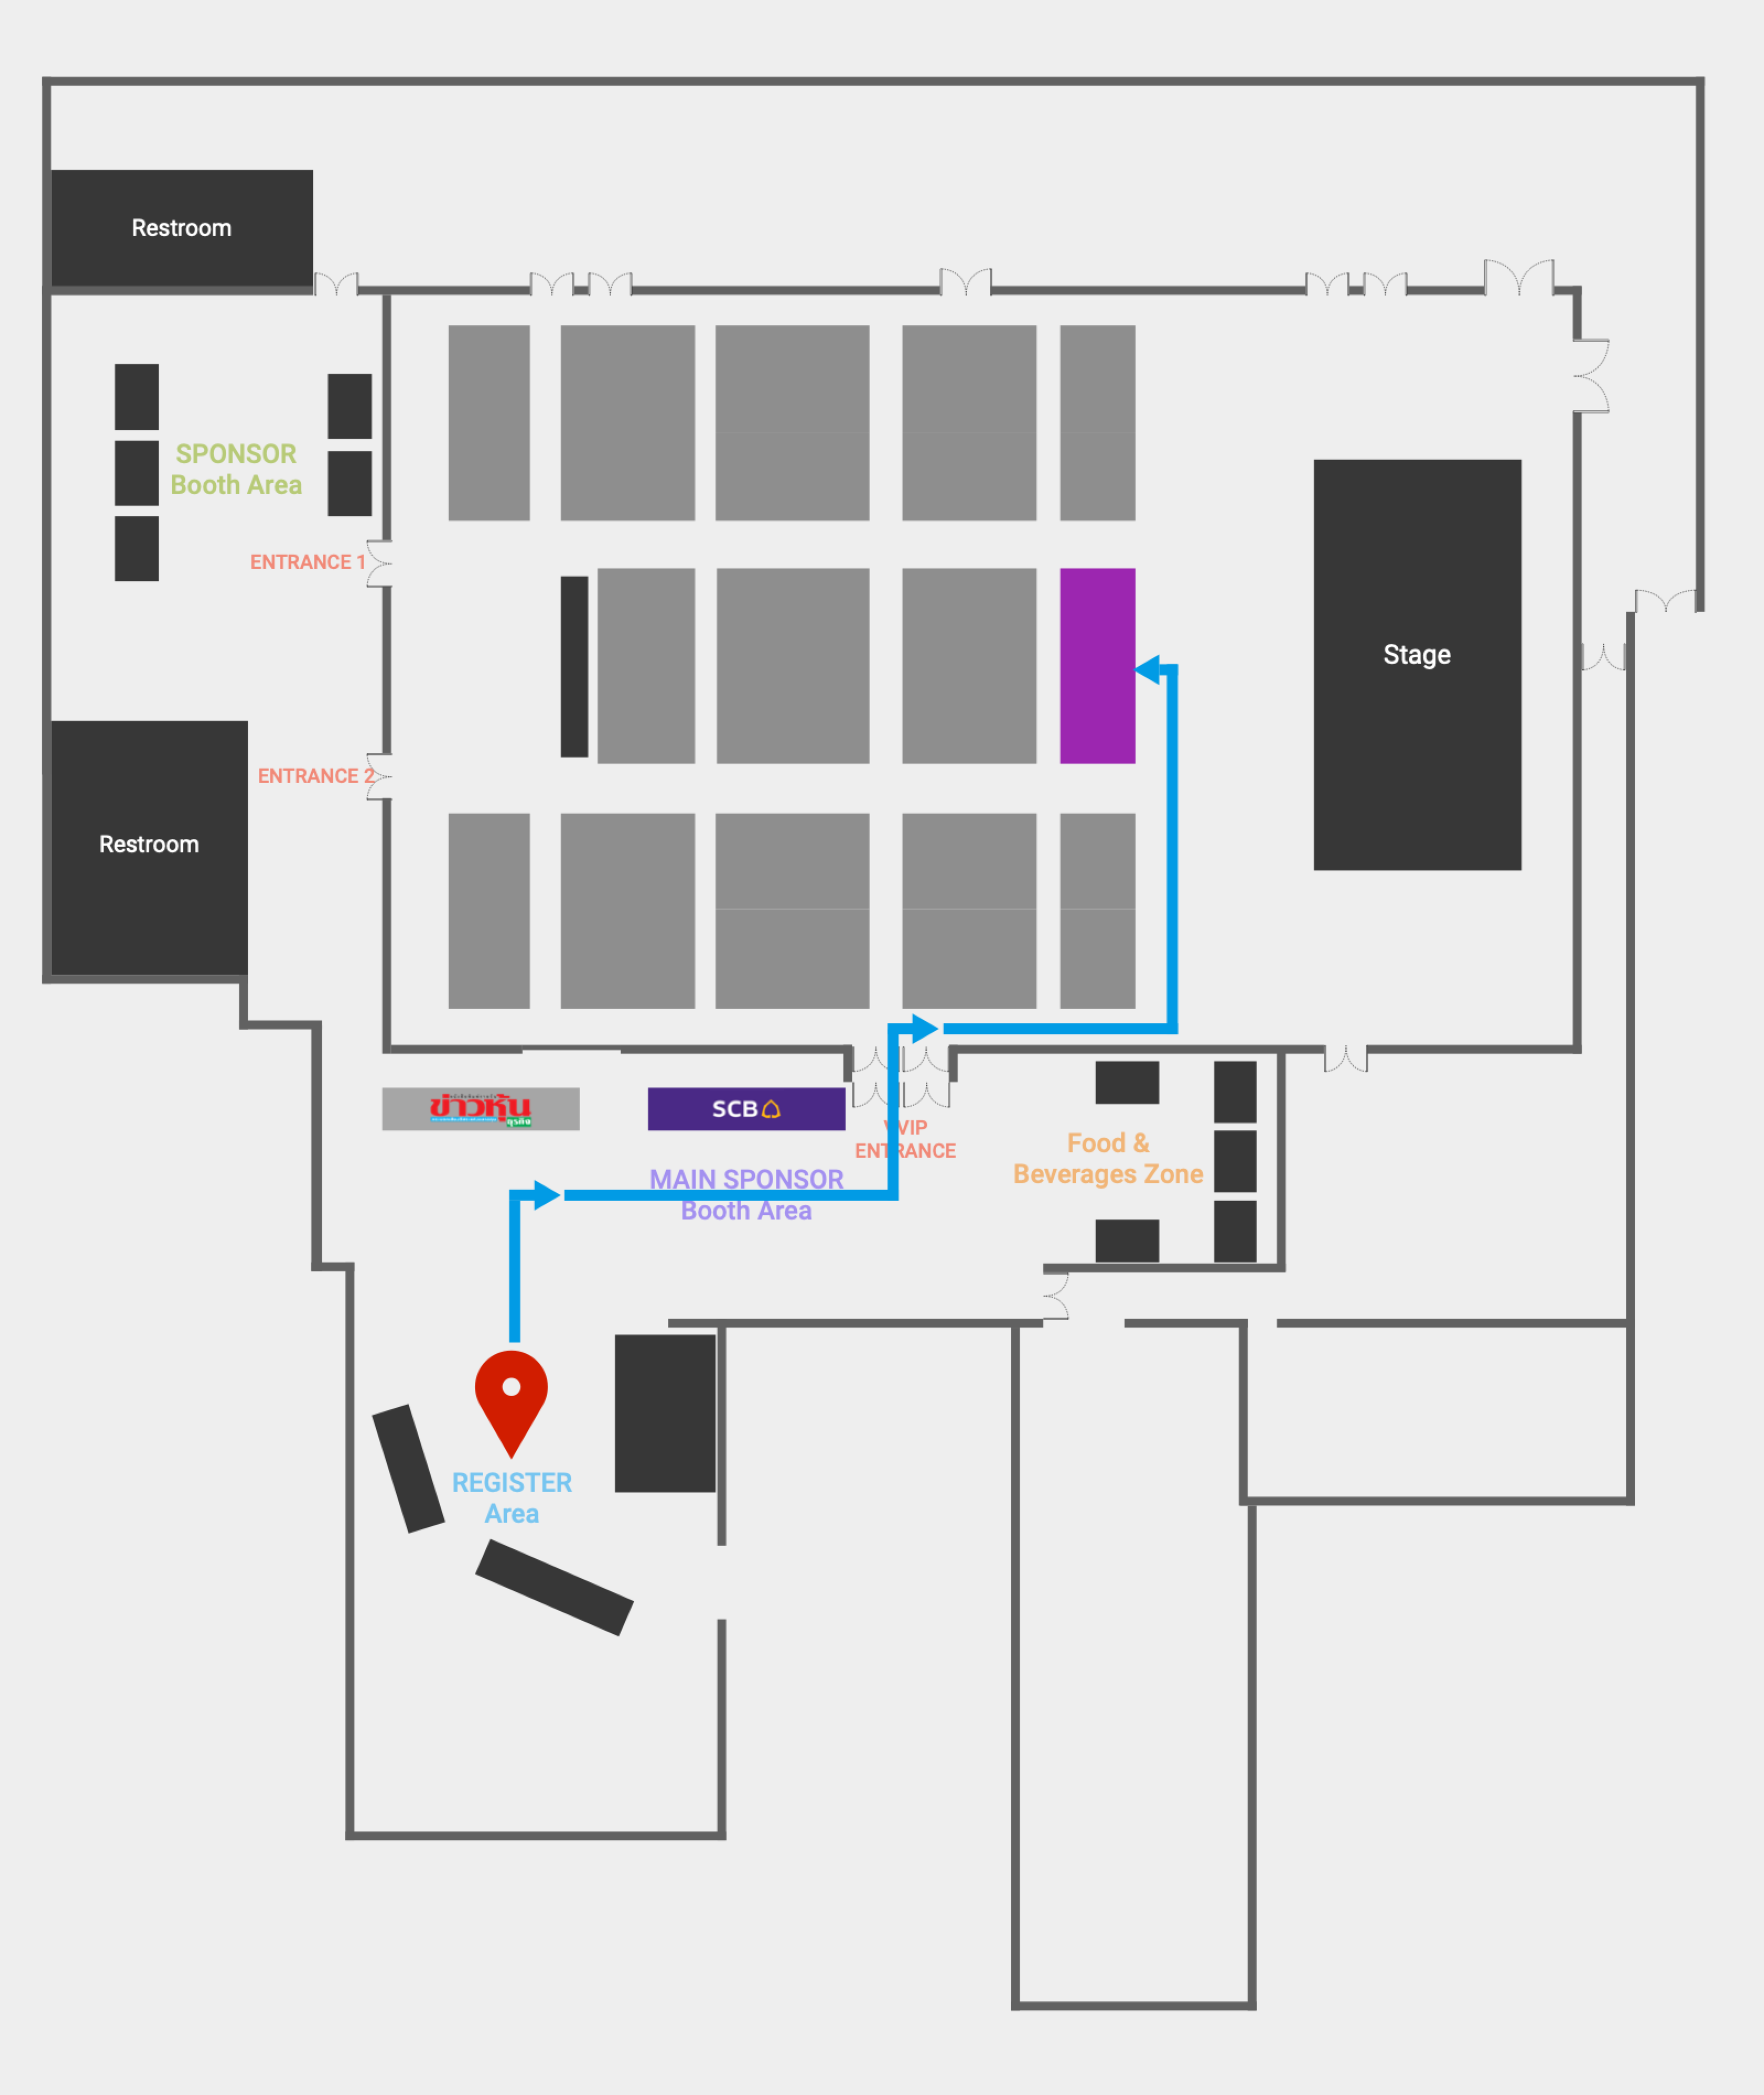 Restroom
SPONSOR
Booth Area
ENTRANCE 1
Stage
ENTRANCE 2
Restroom
ข่าวหุ้น
ธุรกิจ
SCB
VVIP
ENTRANCE
Food &
Beverages Zone
MAIN SPONSOR
Booth Area
REGISTER
Area